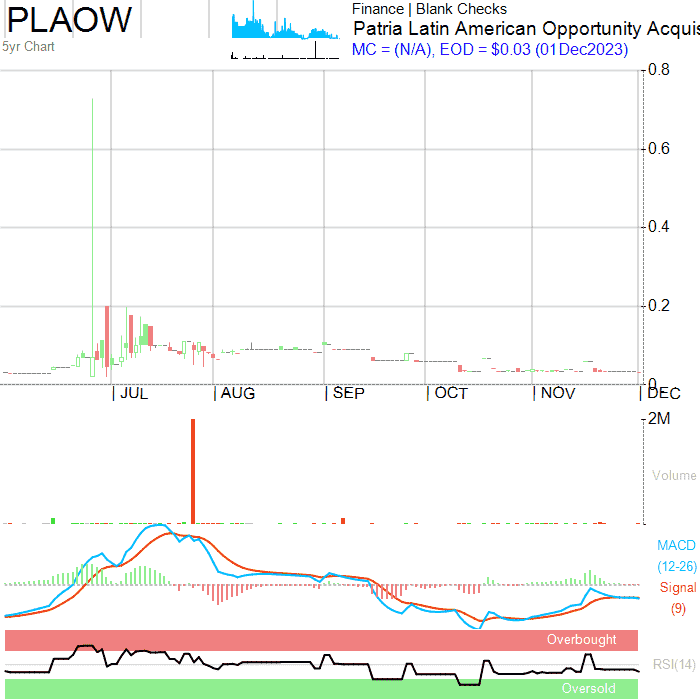 PLAOW
5yr Chart
Finance | Blank Checks
Patria Latin American Opportunity Acquis
MC = (N/A), EOD = $0.03 (01Dec2023)
0.8
0.6
0.4
0.2
0
JUL AUG SEP OCT NOV DEC
2M
Volume
MACD
(12-26)
Signal
(9)
Overbought
RSI(14)
Oversold